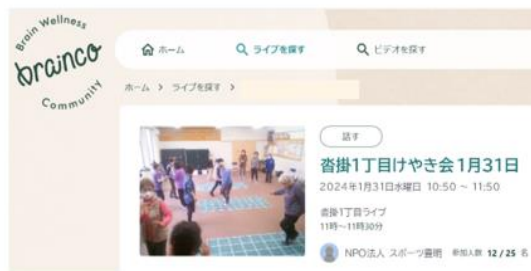 Brain Wellness
brainco
Community
ホーム
ライブを探す
ビデオを探す
ホーム > ライブを探す >
話す
沓掛1丁目けやき会 1月31日
2024年1月31日水曜日 10:50 ~ 11:50
沓掛1丁目ライブ
11時~11時30分
NPO法人 スポーツ豊明 参加人数 12 / 25 名